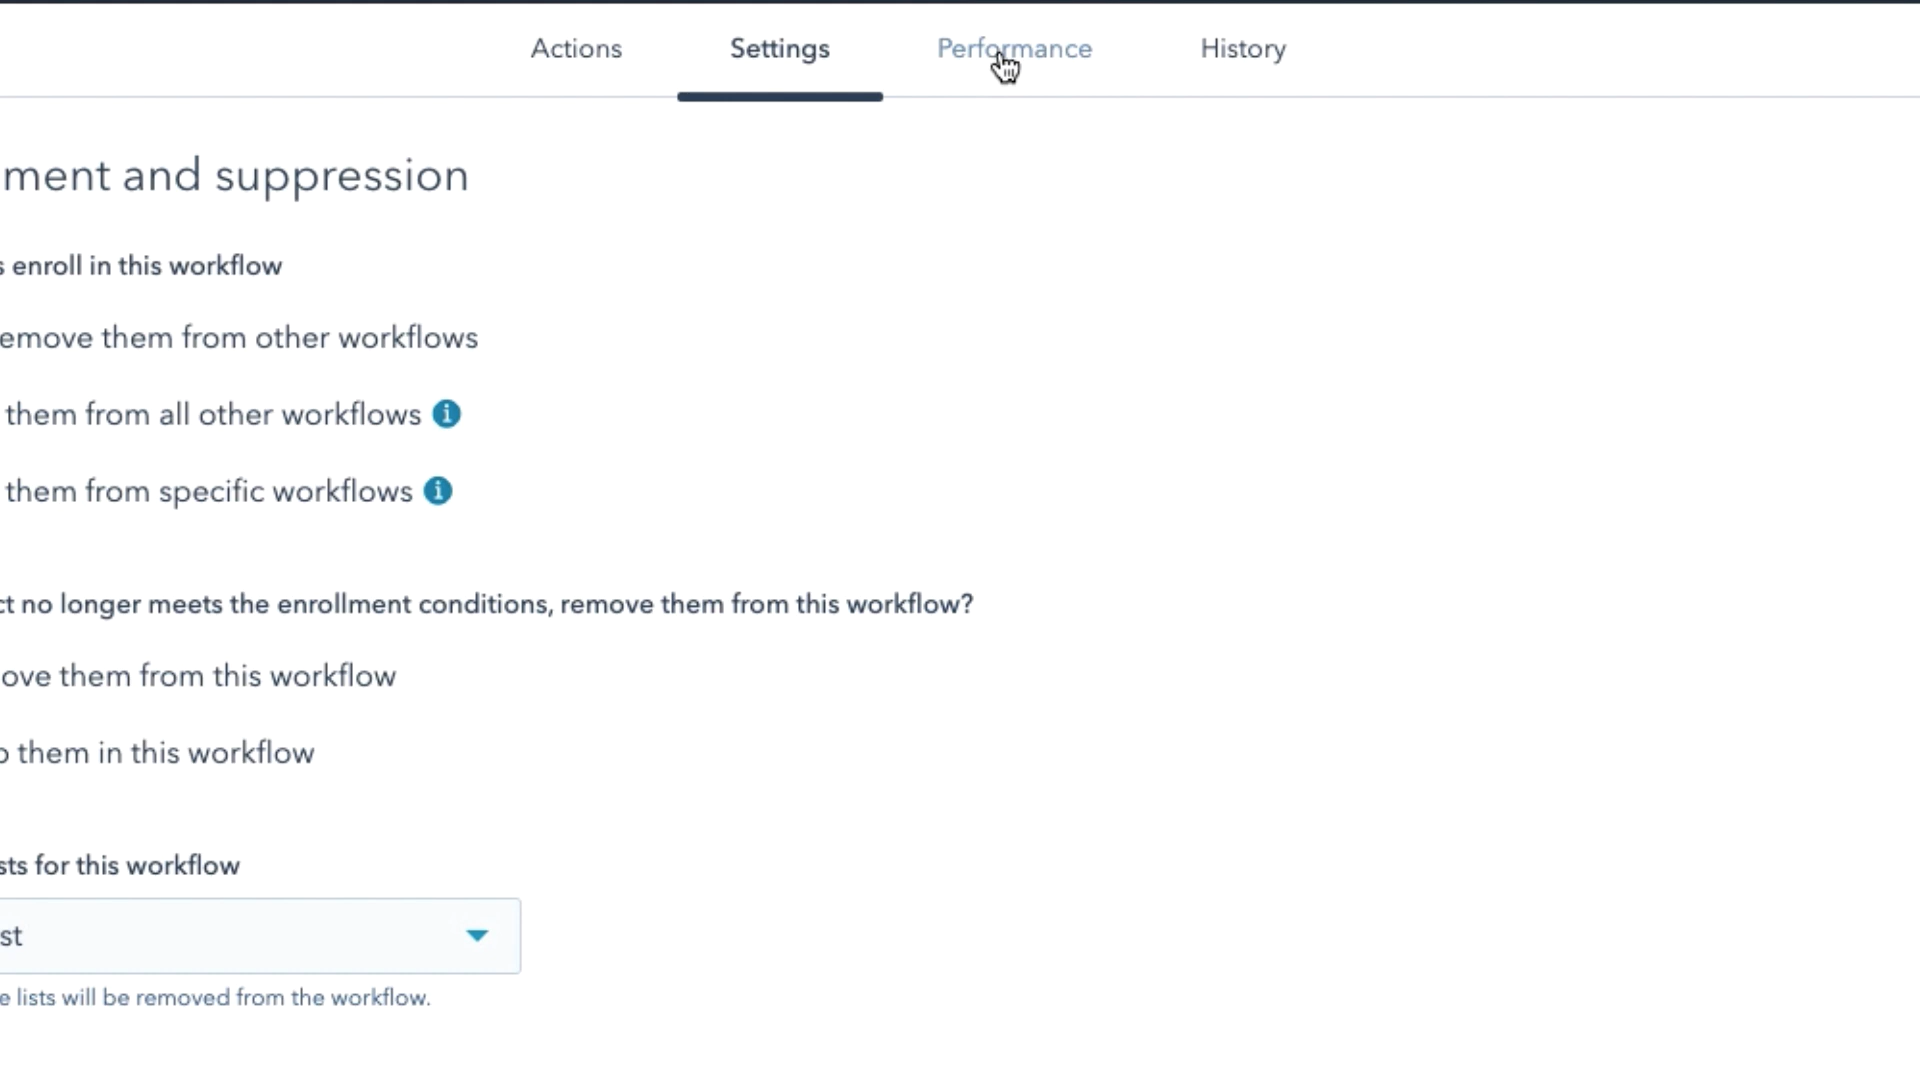 Actions Settings Performance History
ment and suppression
s enroll in this workflow
emove them from other workflows
them from all other workflows
them from specific workflows
ct no longer meets the enrollment conditions, remove them from this workflow?
ove them from this workflow
them in this workflow
sts for this workflow
st
e lists will be removed from the workflow.